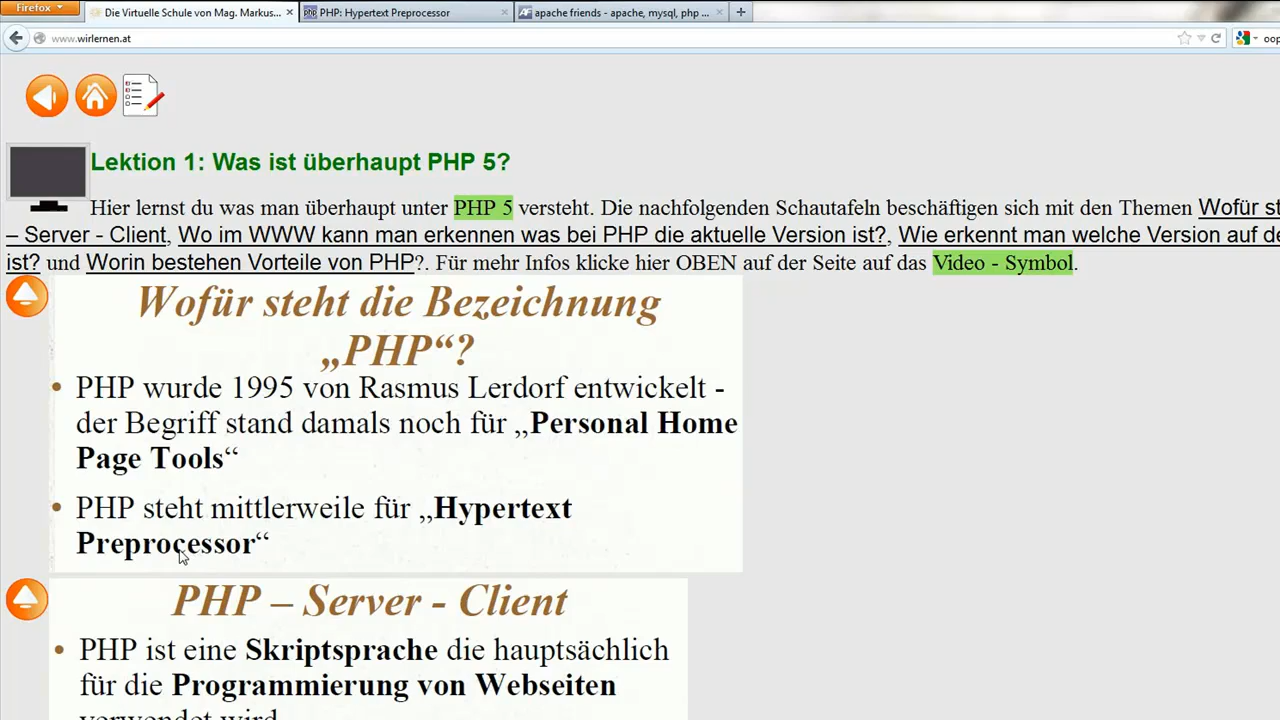 Firefox
Die Virtuelle Schule von Mag. Markus...
PHP: Hypertext Preprocessor
apache friends - apache, mysql, php ...
www.wirlernen.at
oop
Lektion 1: Was ist überhaupt PHP 5?
Hier lernst du was man überhaupt unter PHP 5 versteht. Die nachfolgenden Schautafeln beschäftigen sich mit den Themen Wofür st
– Server - Client, Wo im WWW kann man erkennen was bei PHP die aktuelle Version ist?, Wie erkennt man welche Version auf de
ist? und Worin bestehen Vorteile von PHP?. Für mehr Infos klicke hier OBEN auf der Seite auf das Video - Symbol.
Wofür steht die Bezeichnung
„PHP“?
• PHP wurde 1995 von Rasmus Lerdorf entwickelt -
der Begriff stand damals noch für „Personal Home
Page Tools“
• PHP steht mittlerweile für „Hypertext
Preprocessor“
PHP – Server - Client
• PHP ist eine Skriptsprache die hauptsächlich
für die Programmierung von Webseiten
verwendet wird